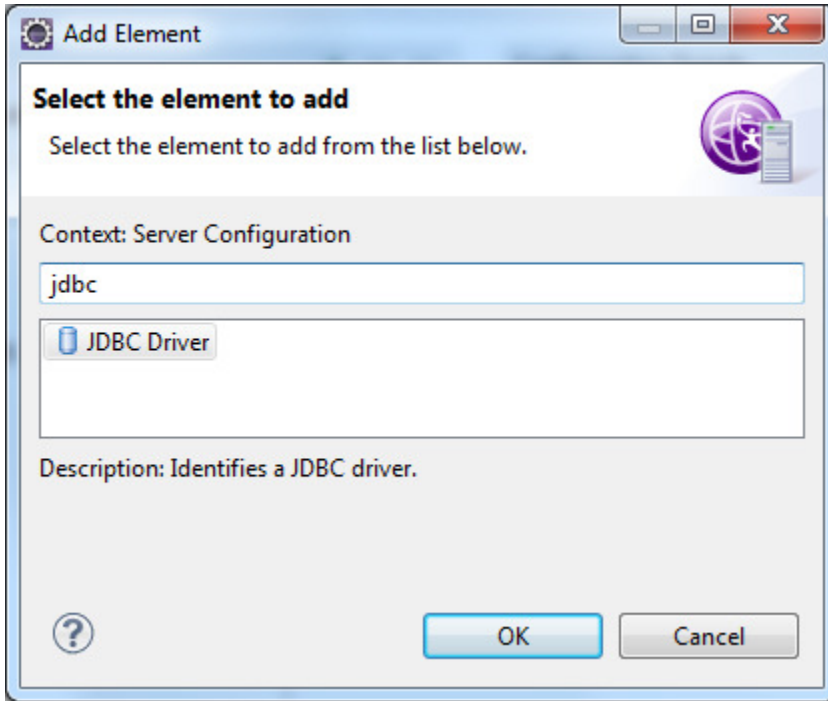 Add Element
Select the element to add
Select the element to add from the list below.
Context: Server Configuration
jdbc
JDBC Driver
Description: Identifies a JDBC driver.
?
OK
Cancel